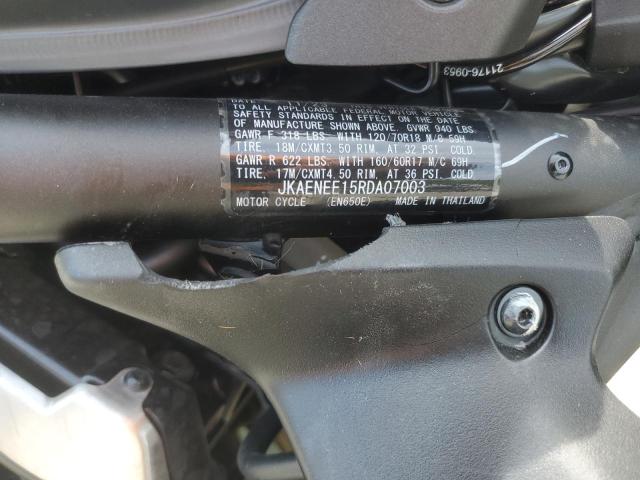 21176-0953
TO ALL APPLICABLE FEDERAL MOTOR VEHICLE
SAFETY STANDARDS IN EFFECT ON THE DATE
OF MANUFACTURE SHOWN ABOVE. GVWR 940 LBS.
GAWR F 318 LBS. WITH 120/70R18 M/C 59H
TIRE, 18M/CXMT3.50 RIM, AT 32 PSI. COLD
GAWR R 622 LBS. WITH 160/60R17 M/C 69H
TIRE, 17M/CXMT4.50 RIM, AT 36 PSI. COLD
JKAENEE15RDA07003
MOTOR CYCLE (EN650E) MADE IN THAILAND